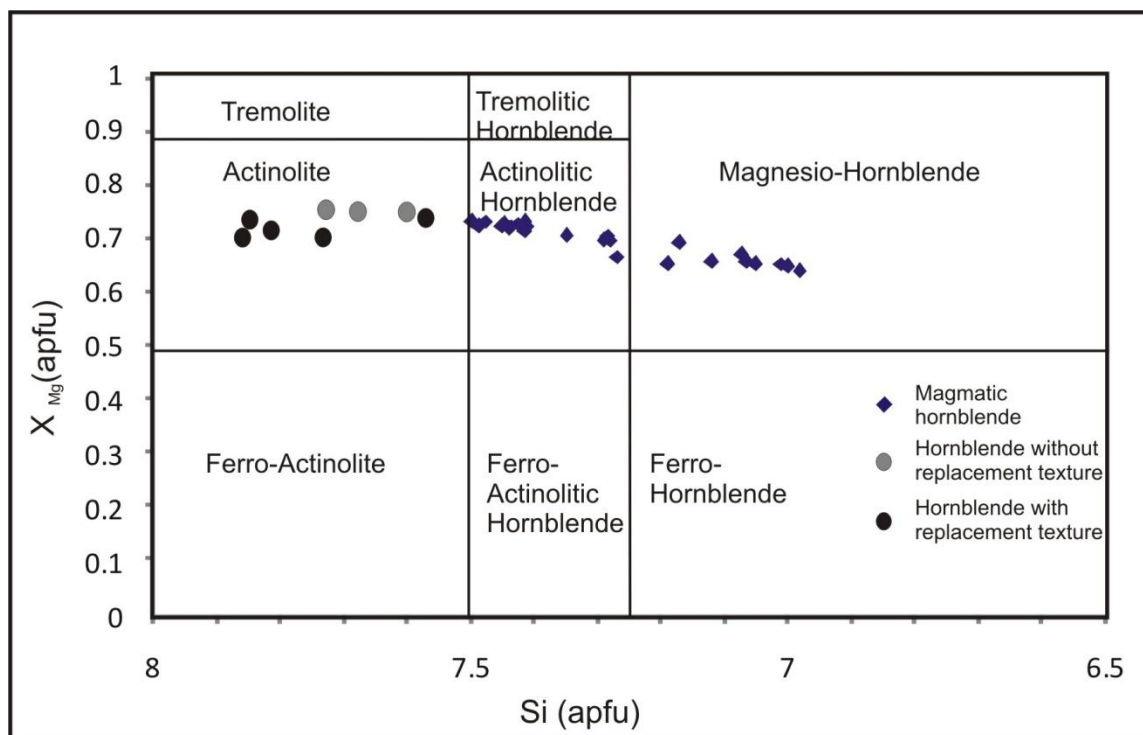 1
0.9
0.8
0.7
0.6
0.5
0.4
0.3
0.2
0.1
0
X Mg (apfu)
Tremolite
Tremolitic
Hornblende
Actinolite
Actinolitic
Hornblende
Magnesio-Hornblende
Ferro-Actinolite
Ferro-
Actinolitic
Hornblende
Ferro-
Hornblende
Magmatic
hornblende
Hornblende without
replacement texture
Hornblende with
replacement texture
8
7.5
7
6.5
Si (apfu)